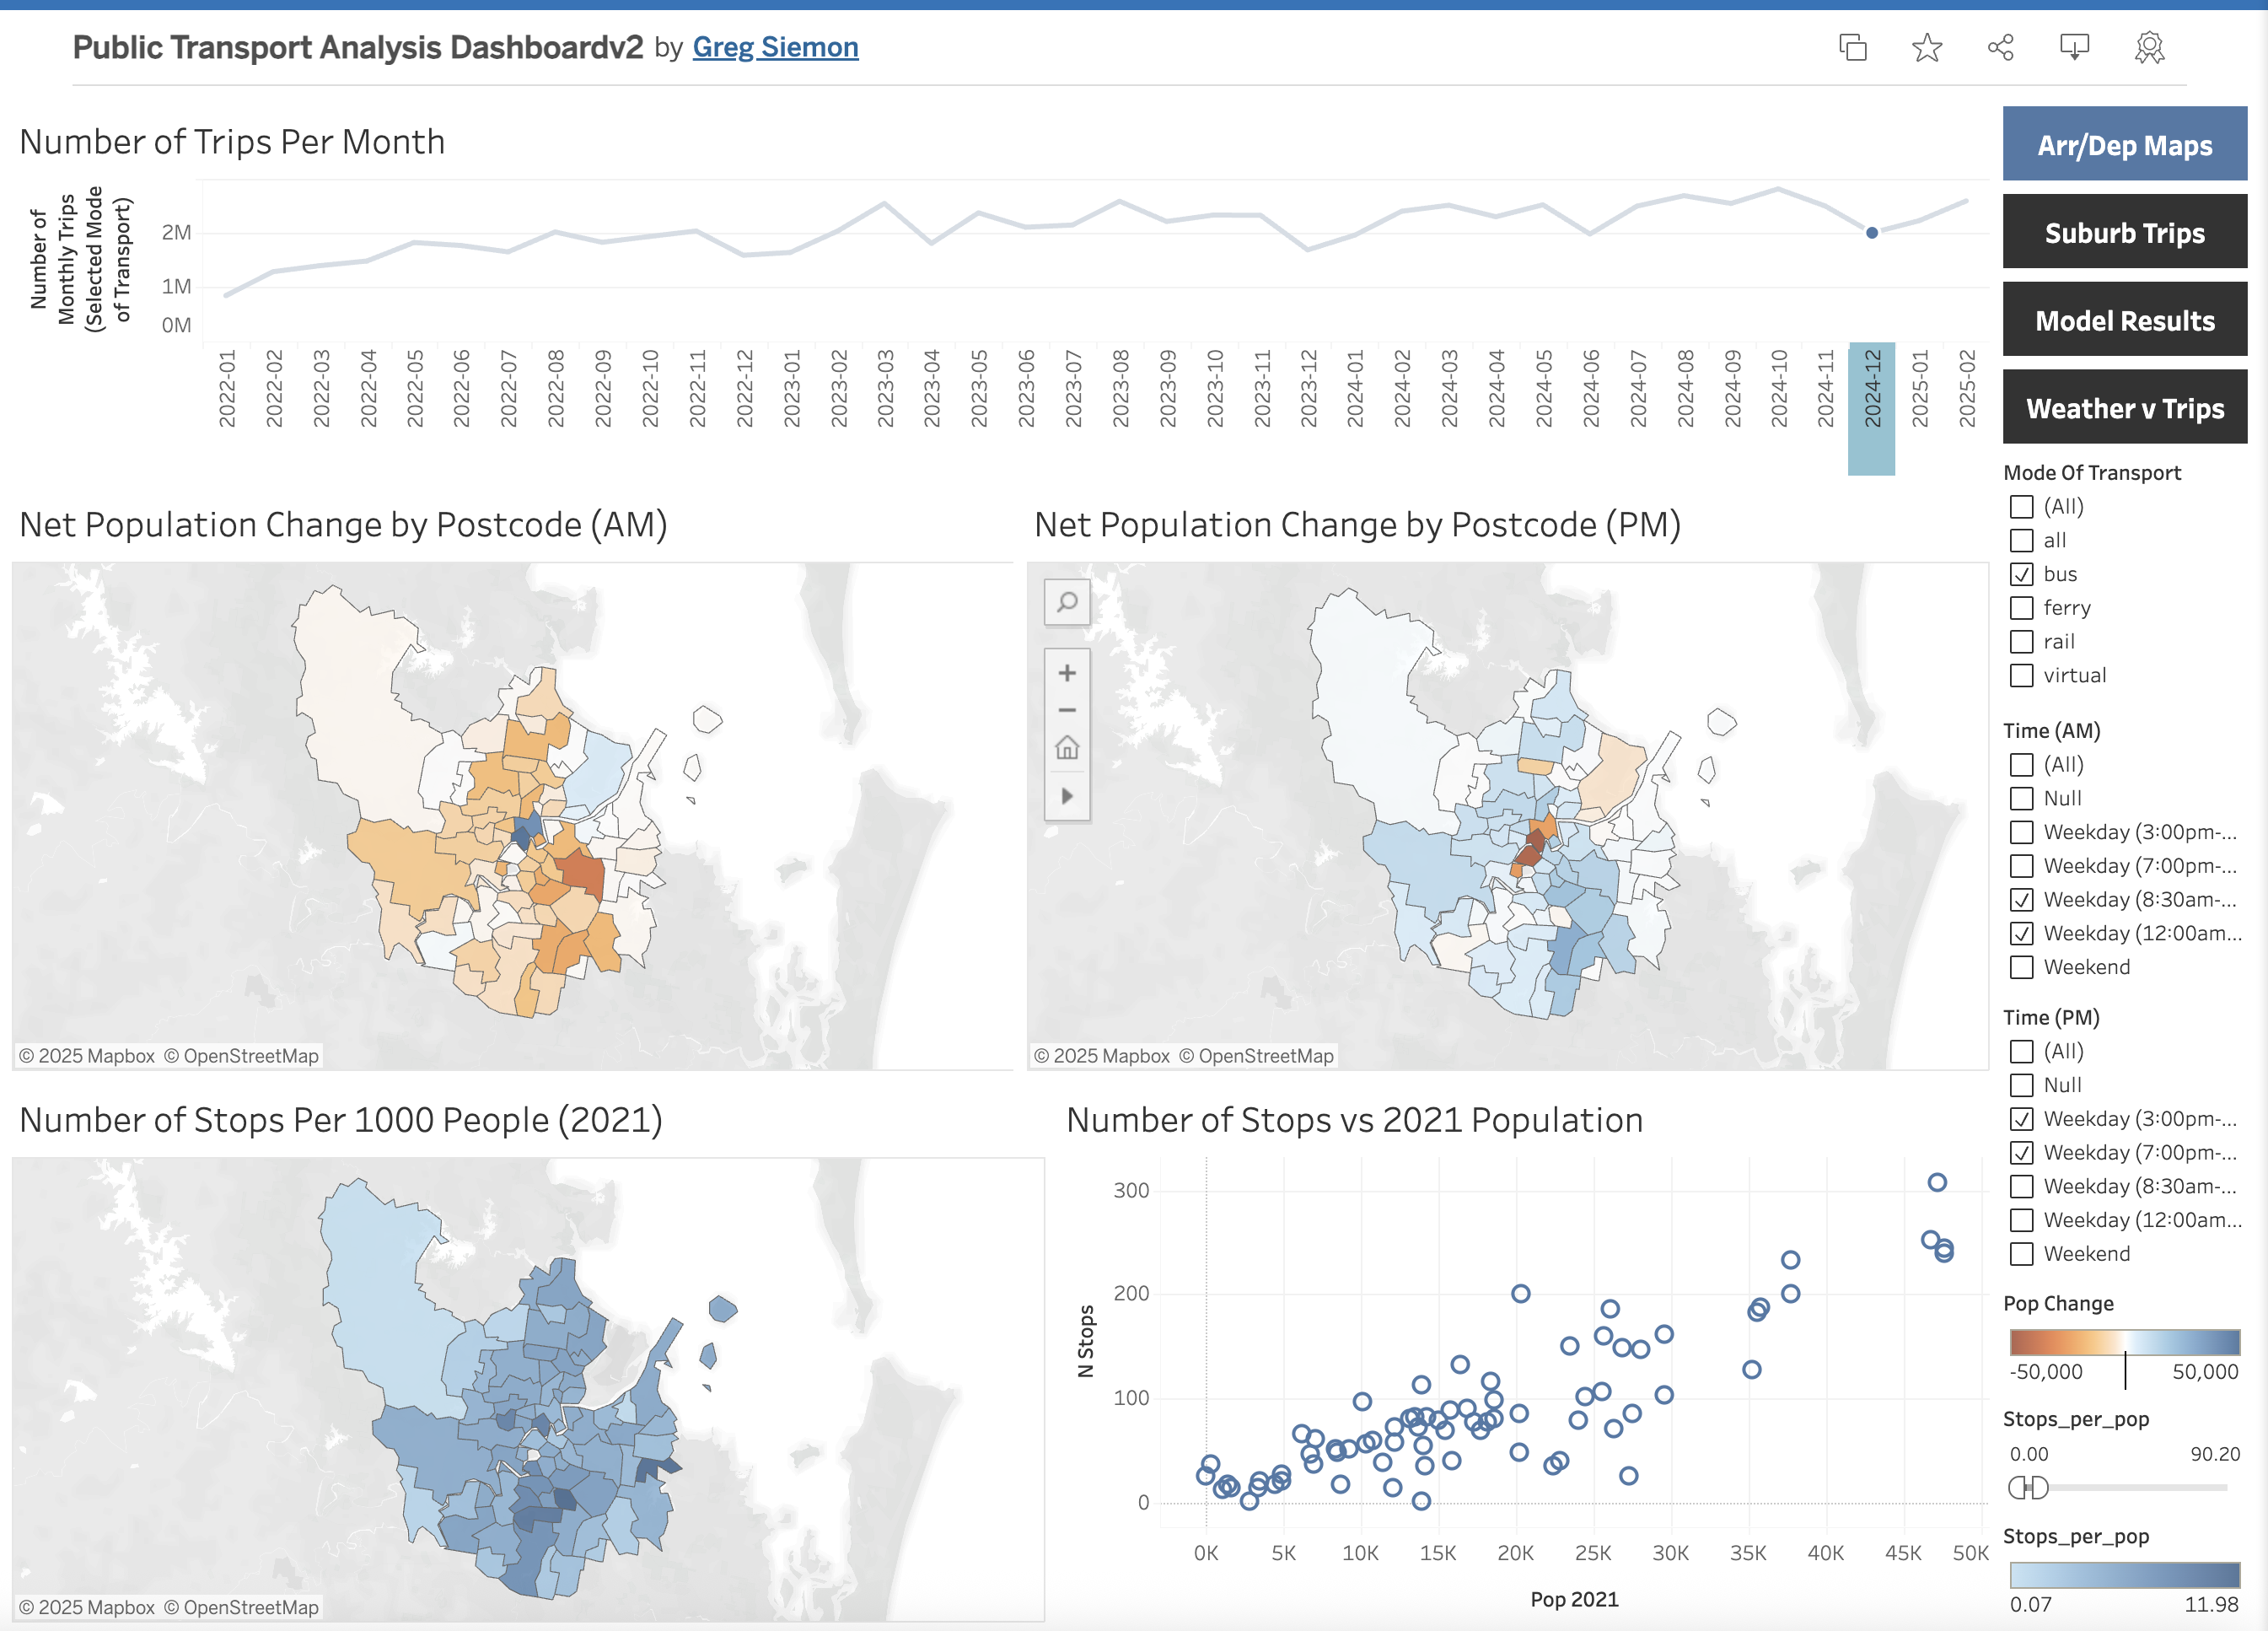 Public Transport Analysis Dashboardv2 by Greg Siemon
Number of Trips Per Month
Number of
Monthly Trips
(Selected Mode
of Transport)
2M
1M
0M
2022-01
2022-02
2022-03
2022-04
2022-05
2022-06
2022-07
2022-08
2022-09
2022-10
2022-11
2022-12
2023-01
2023-02
2023-03
2023-04
2023-05
2023-06
2023-07
2023-08
2023-09
2023-10
2023-11
2023-12
2024-01
2024-02
2024-03
2024-04
2024-05
2024-06
2024-07
2024-08
2024-09
2024-10
2024-11
2024-12
2025-01
2025-02
Arr/Dep Maps
Suburb Trips
Model Results
Weather v Trips
Mode Of Transport
(All)
all
bus
ferry
rail
virtual
Time (AM)
(All)
Null
Weekday (3:00pm-...
Weekday (7:00pm-...
Weekday (8:30am-...
Weekday (12:00am...
Weekend
Time (PM)
(All)
Null
Weekday (3:00pm-...
Weekday (7:00pm-...
Weekday (8:30am-...
Weekday (12:00am...
Weekend
Pop Change
-50,000 50,000
Stops_per_pop
0.00 90.20
Stops_per_pop
0.07 11.98
Net Population Change by Postcode (AM)
© 2025 Mapbox © OpenStreetMap
Net Population Change by Postcode (PM)
© 2025 Mapbox © OpenStreetMap
Number of Stops Per 1000 People (2021)
© 2025 Mapbox © OpenStreetMap
Number of Stops vs 2021 Population
N Stops
300
200
100
0
0K 5K 10K 15K 20K 25K 30K 35K 40K 45K 50K
Pop 2021